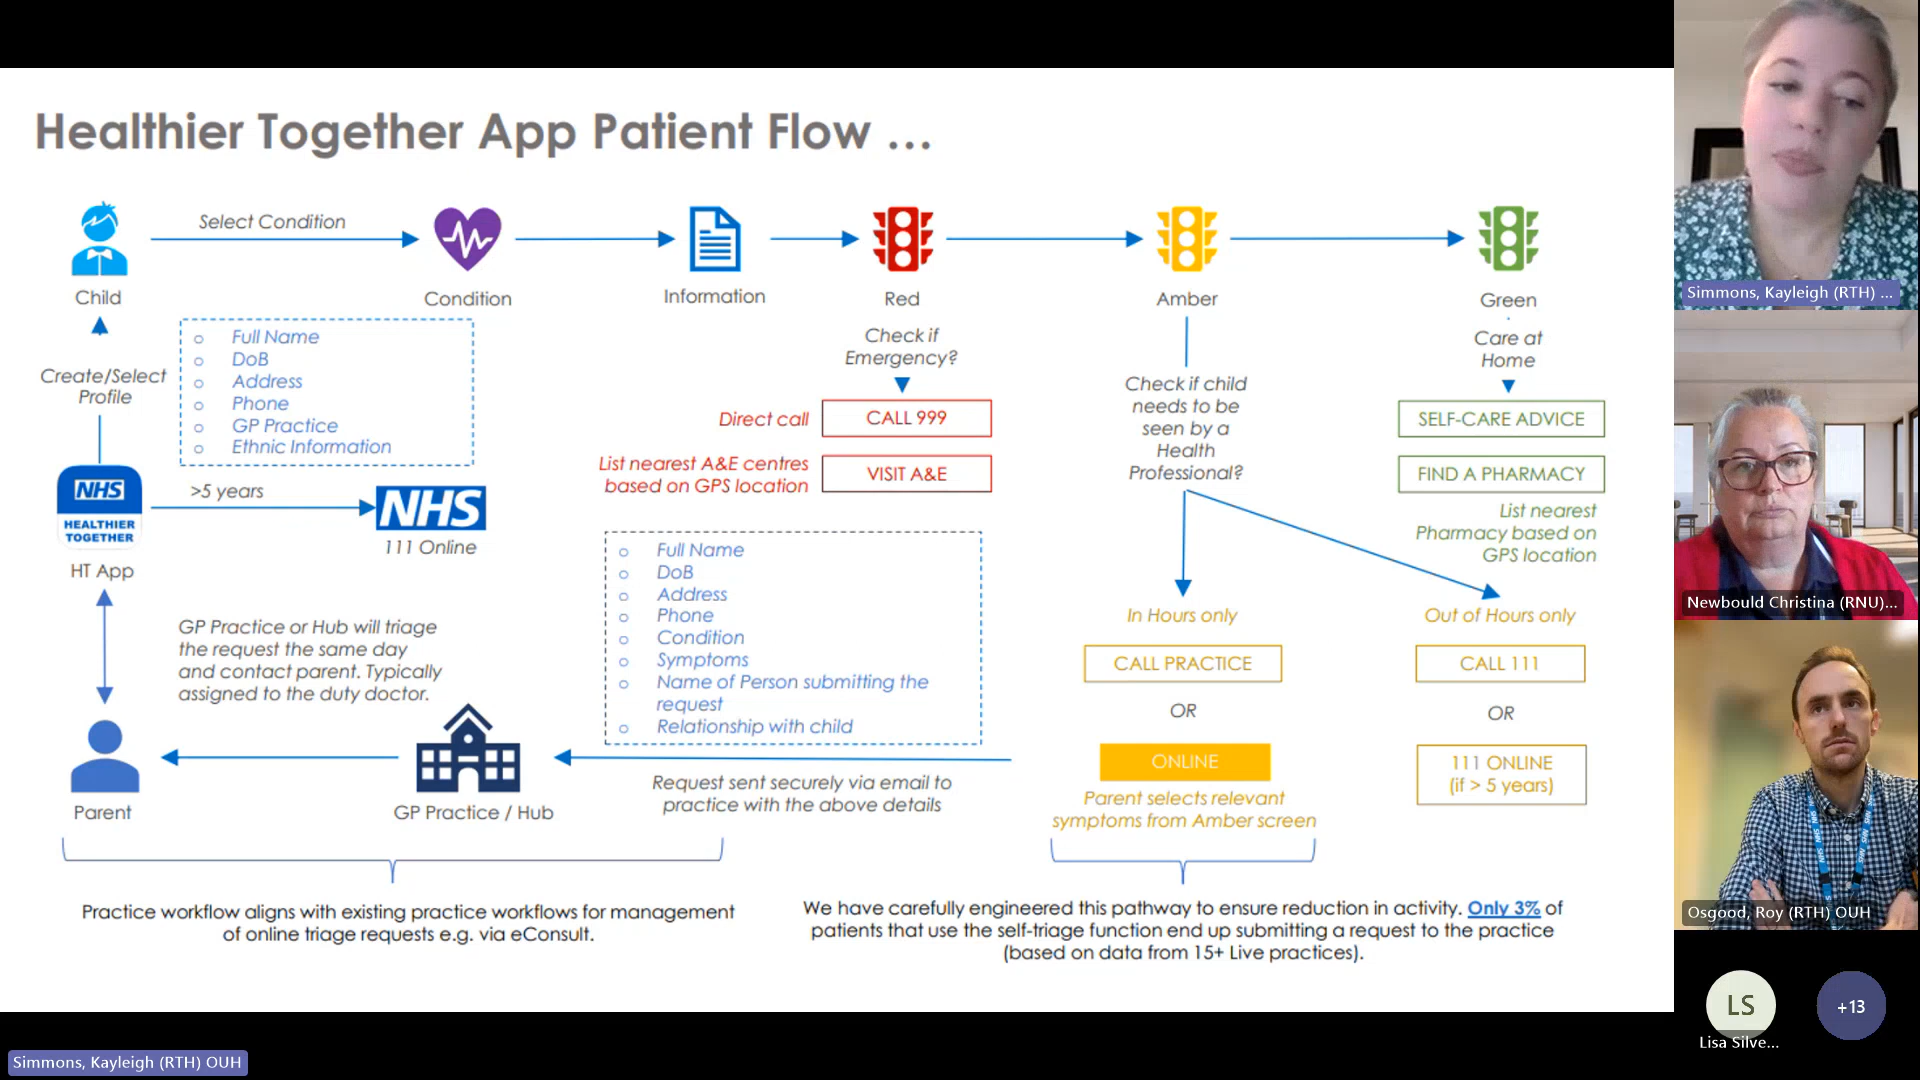 Healthier Together App Patient Flow ...
Select Condition
Child
Condition
Information
Red
Amber
Green
Create/Select
Profile
o Full Name
o DoB
o Address
o Phone
o GP Practice
o Ethnic Information
NHS
HEALTHIER
TOGETHER
HT App
>5 years
NHS
111 Online
Check if
Emergency?
Direct call
CALL 999
List nearest A&E centres
based on GPS location
VISIT A&E
Check if child
needs to be
seen by a
Health
Professional?
Care at
Home
SELF-CARE ADVICE
FIND A PHARMACY
List nearest
Pharmacy based on
GPS location
o Full Name
o DoB
o Address
o Phone
o Condition
o Symptoms
o Name of Person submitting the
request
o Relationship with child
In Hours only
CALL PRACTICE
OR
ONLINE
Parent selects relevant
symptoms from Amber screen
Out of Hours only
CALL 111
OR
111 ONLINE
(if > 5 years)
GP Practice or Hub will triage
the request the same day
and contact parent. Typically
assigned to the duty doctor.
Parent
GP Practice / Hub
Request sent securely via email to
practice with the above details
Practice workflow aligns with existing practice workflows for management
of online triage requests e.g. via eConsult.
We have carefully engineered this pathway to ensure reduction in activity. Only 3% of
patients that use the self-triage function end up submitting a request to the practice
(based on data from 15+ Live practices).
Simmons, Kayleigh (RTH) ...
Newbould Christina (RNU)...
Osgood, Roy (RTH) OUH
LS
Lisa Silve...
+13
Simmons, Kayleigh (RTH) OUH